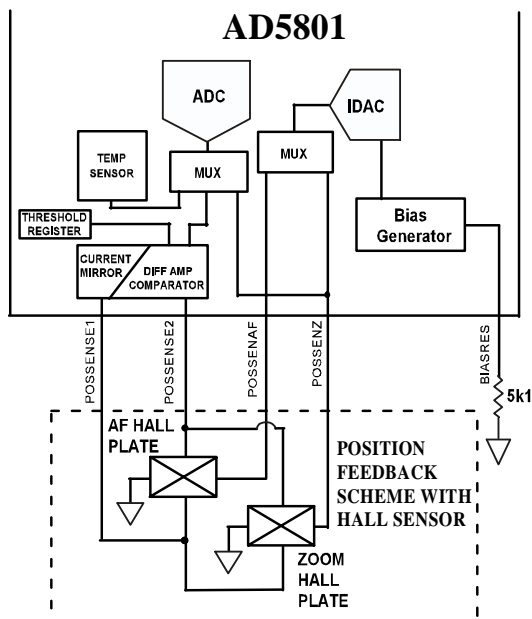 AD5801
ADC
IDAC
TEMP
SENSOR
MUX
MUX
THRESHOLD
REGISTER
Bias
Generator
CURRENT
MIRROR
DIFF AMP
COMPARATOR
POSSENSE1
POSSENSE2
POSSENAF
POSSENZ
BIASRES
5k1
AF HALL
PLATE
POSITION
FEEDBACK
SCHEME WITH
HALL SENSOR
ZOOM
HALL
PLATE